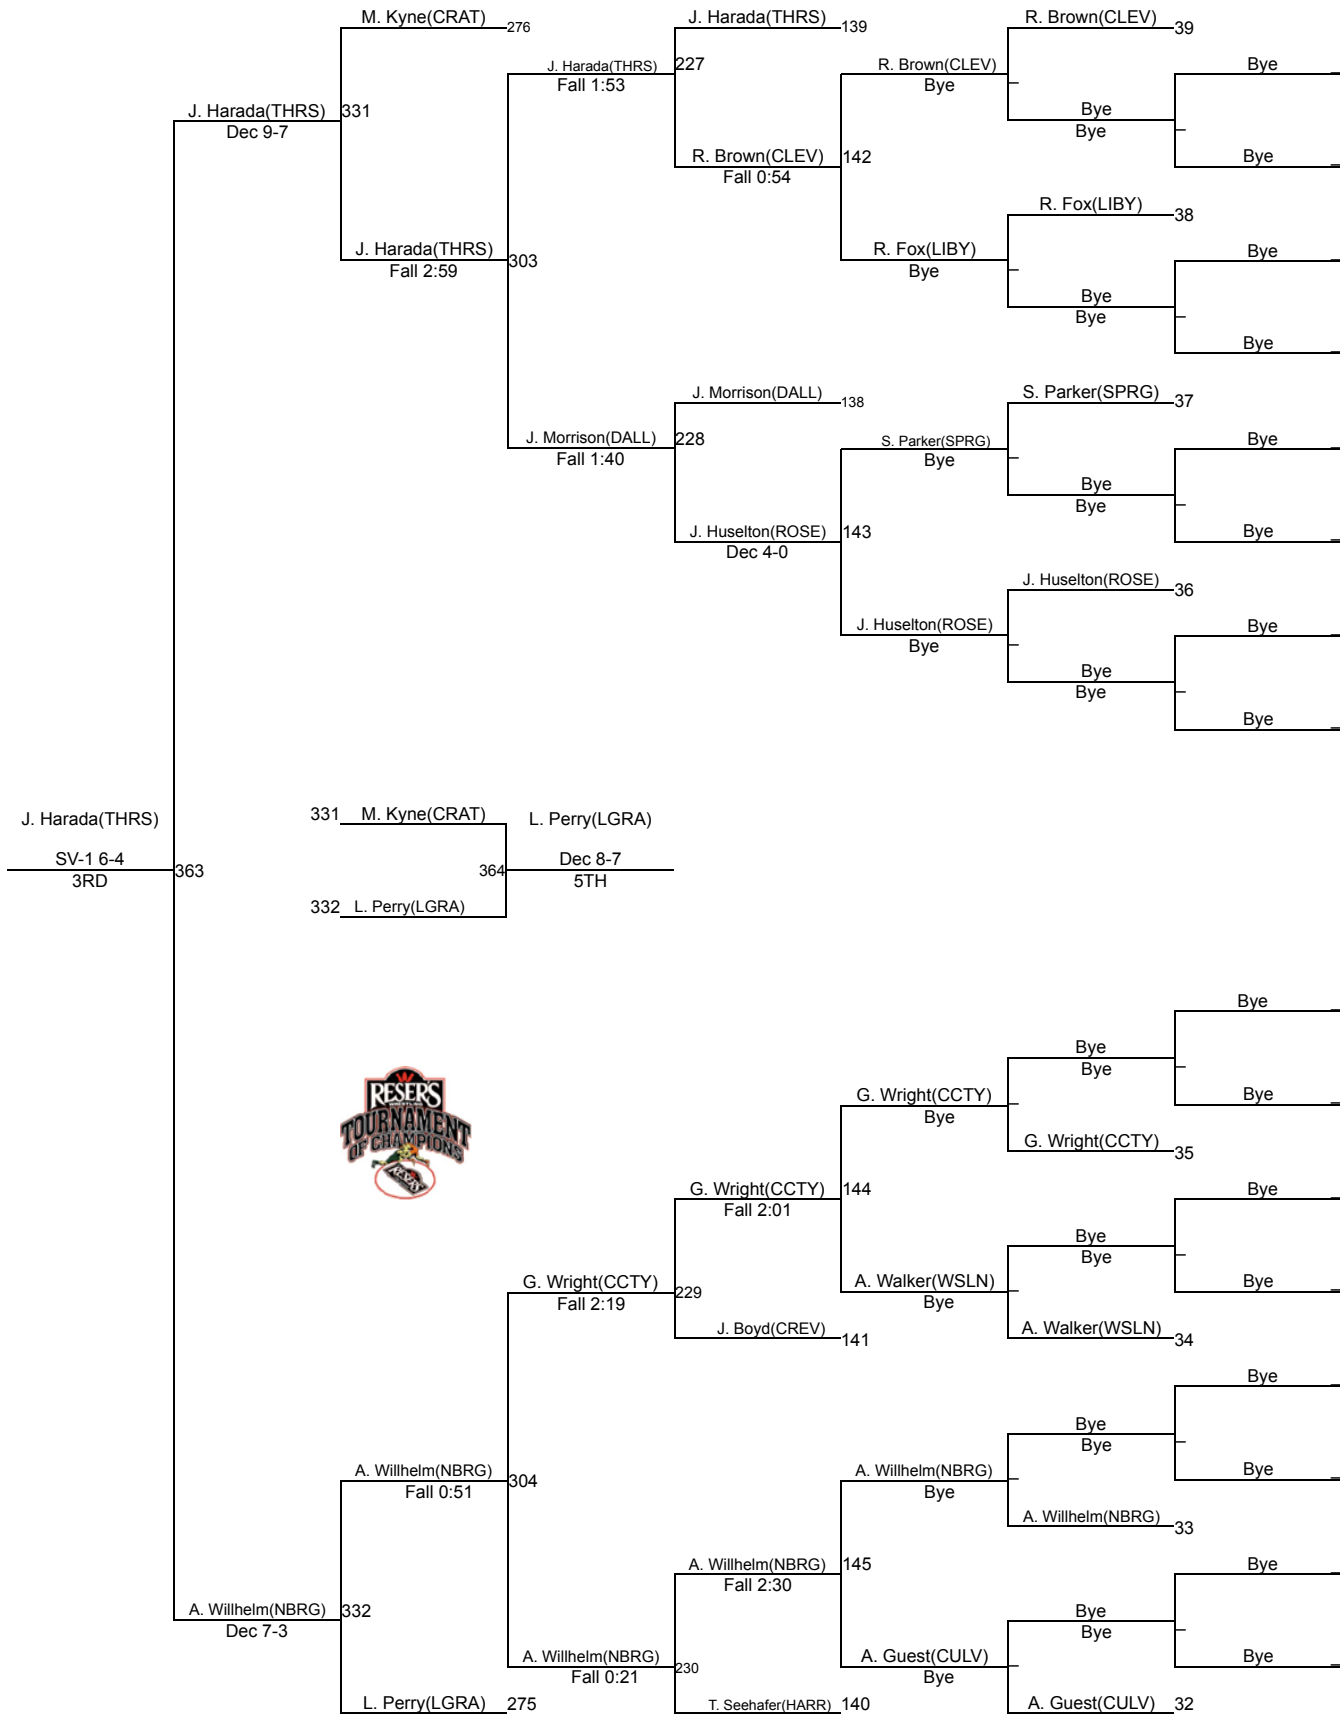 M. Kyne(CRAT)
276
J. Harada(THRS)
139
R. Brown(CLEV)
39
J. Harada(THRS)
227
Fall 1:53
R. Brown(CLEV)
Bye
Bye
J. Harada(THRS)
331
Dec 9-7
Bye
Bye
R. Brown(CLEV)
142
Fall 0:54
Bye
R. Fox(LIBY)
38
J. Harada(THRS)
303
Fall 2:59
R. Fox(LIBY)
Bye
Bye
Bye
Bye
Bye
J. Morrison(DALL)
138
S. Parker(SPRG)
37
J. Morrison(DALL)
228
Fall 1:40
S. Parker(SPRG)
Bye
Bye
Bye
Bye
J. Huselton(ROSE)
143
Dec 4-0
Bye
J. Huselton(ROSE)
36
J. Huselton(ROSE)
Bye
Bye
Bye
Bye
Bye
J. Harada(THRS)
SV-1 6-4
363
3RD
331 M. Kyne(CRAT)
L. Perry(LGRA)
364
Dec 8-7
5TH
332 L. Perry(LGRA)
Bye
Bye
Bye
G. Wright(CCTY)
Bye
Bye
G. Wright(CCTY)
35
RESER'S
TOURNAMENT
OF CHAMPIONS
G. Wright(CCTY)
144
Fall 2:01
Bye
Bye
Bye
G. Wright(CCTY)
229
Fall 2:19
A. Walker(WSLN)
Bye
Bye
J. Boyd(CREV)
141
A. Walker(WSLN)
34
Bye
Bye
Bye
A. Willhelm(NBRG)
304
Fall 0:51
A. Willhelm(NBRG)
Bye
Bye
A. Willhelm(NBRG)
33
A. Willhelm(NBRG)
145
Fall 2:30
Bye
A. Willhelm(NBRG)
332
Dec 7-3
Bye
Bye
A. Willhelm(NBRG)
230
Fall 0:21
A. Guest(CULV)
Bye
Bye
L. Perry(LGRA)
275
T. Seehafer(HARR)
140
A. Guest(CULV)
32